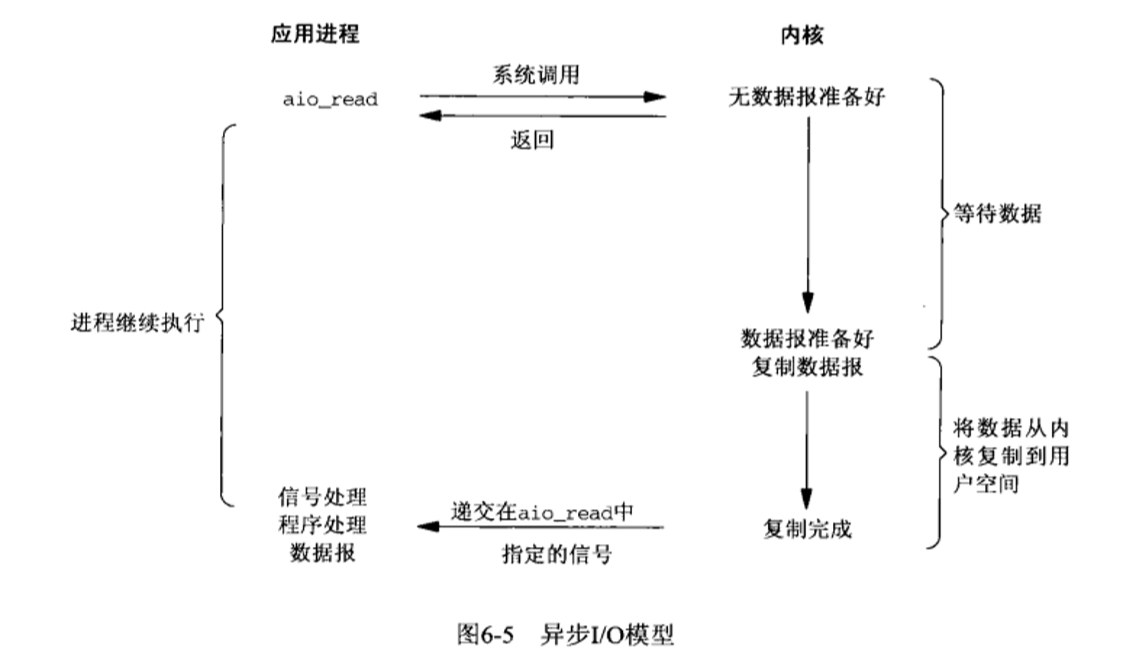 应用进程
内核
系统调用
aio_read
无数据报准备好
返回
等待数据
进程继续执行
数据报准备好
复制数据报
将数据从内
核复制到用
户空间
信号处理
程序处理
数据报
递交在aio_read中
指定的信号
复制完成
图6-5 异步I/O模型